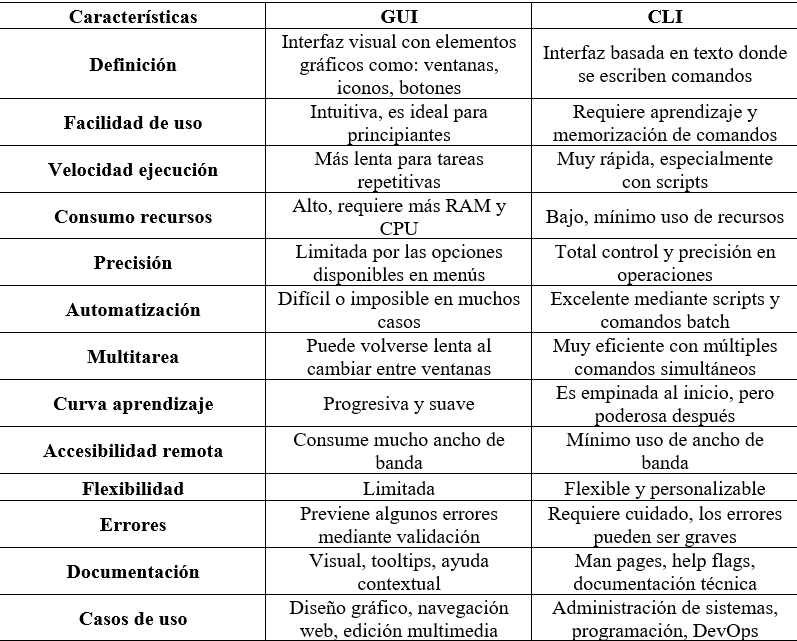 Características GUI CLI
Definición
Interfaz visual con elementos
gráficos como: ventanas,
iconos, botones
Interfaz basada en texto donde
se escriben comandos
Facilidad de uso
Intuitiva, es ideal para
principiantes
Requiere aprendizaje y
memorización de comandos
Velocidad ejecución
Más lenta para tareas
repetitivas
Muy rápida, especialmente
con scripts
Consumo recursos
Alto, requiere más RAM y
CPU
Bajo, mínimo uso de recursos
Precisión
Limitada por las opciones
disponibles en menús
Total control y precisión en
operaciones
Automatización
Difícil o imposible en muchos
casos
Excelente mediante scripts y
comandos batch
Multitarea
Puede volverse lenta al
cambiar entre ventanas
Muy eficiente con múltiples
comandos simultáneos
Curva aprendizaje
Progresiva y suave
Es empinada al inicio, pero
poderosa después
Accesibilidad remota
Consume mucho ancho de
banda
Mínimo uso de ancho de
banda
Flexibilidad
Limitada
Flexible y personalizable
Errores
Previene algunos errores
mediante validación
Requiere cuidado, los errores
pueden ser graves
Documentación
Visual, tooltips, ayuda
contextual
Man pages, help flags,
documentación técnica
Casos de uso
Diseño gráfico, navegación
web, edición multimedia
Administración de sistemas,
programación, DevOps